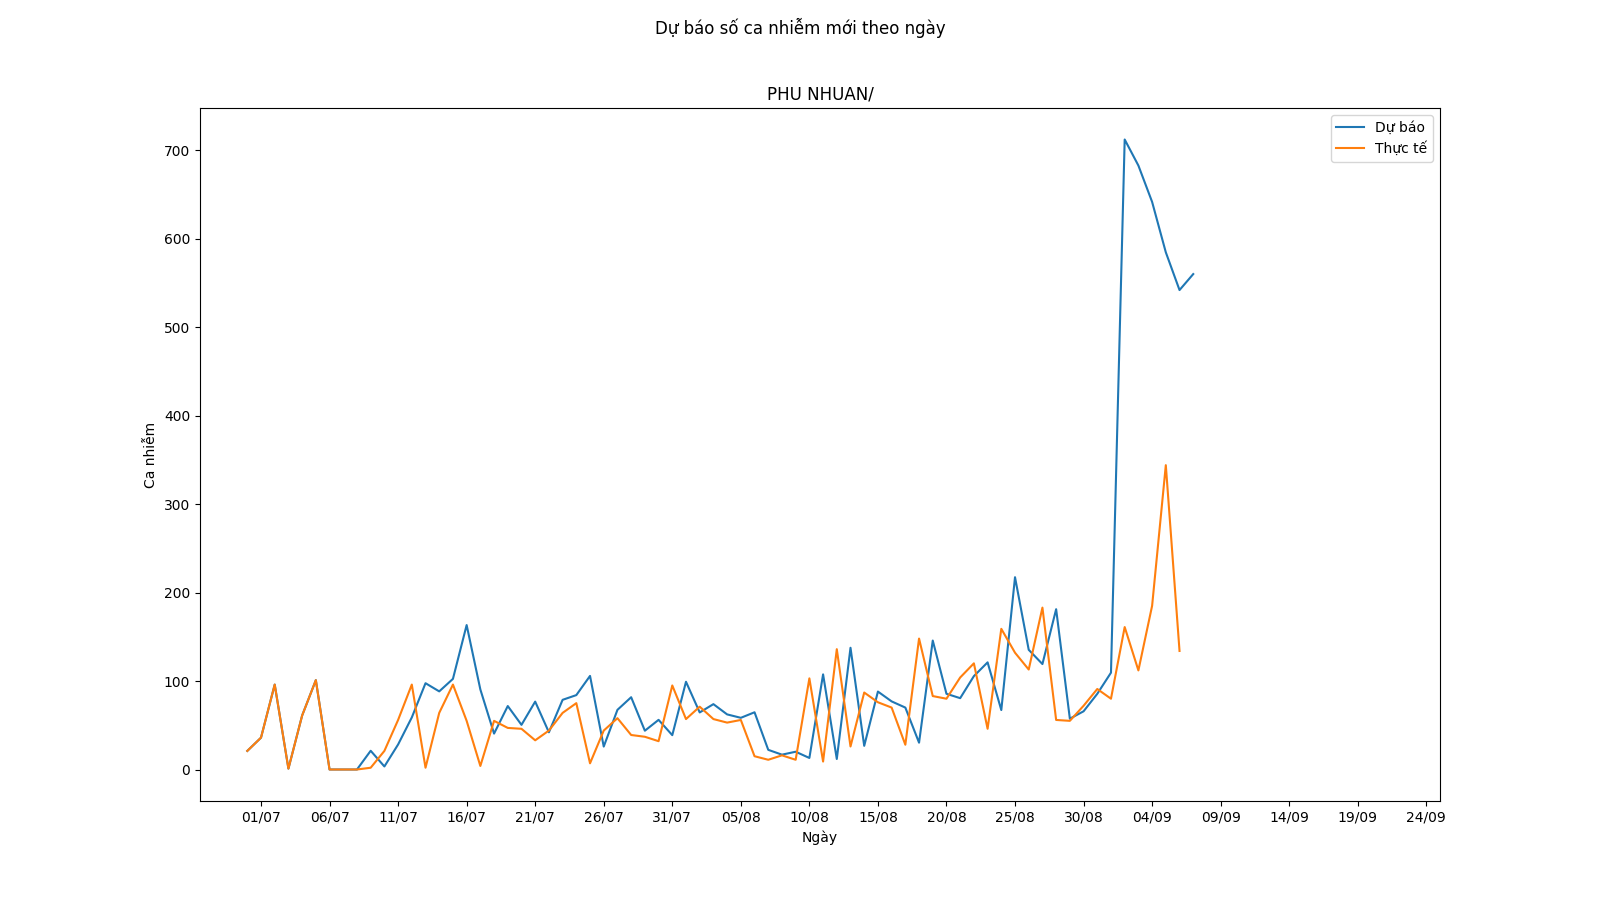 Dự báo số ca nhiễm mới theo ngày
PHU NHUAN/
Dự báo
Thực tế
700
600
500
400
300
200
100
0
Ca nhiễm
01/07 06/07 11/07 16/07 21/07 26/07 31/07 05/08 10/08 15/08 20/08 25/08 30/08 04/09 09/09 14/09 19/09 24/09
Ngày